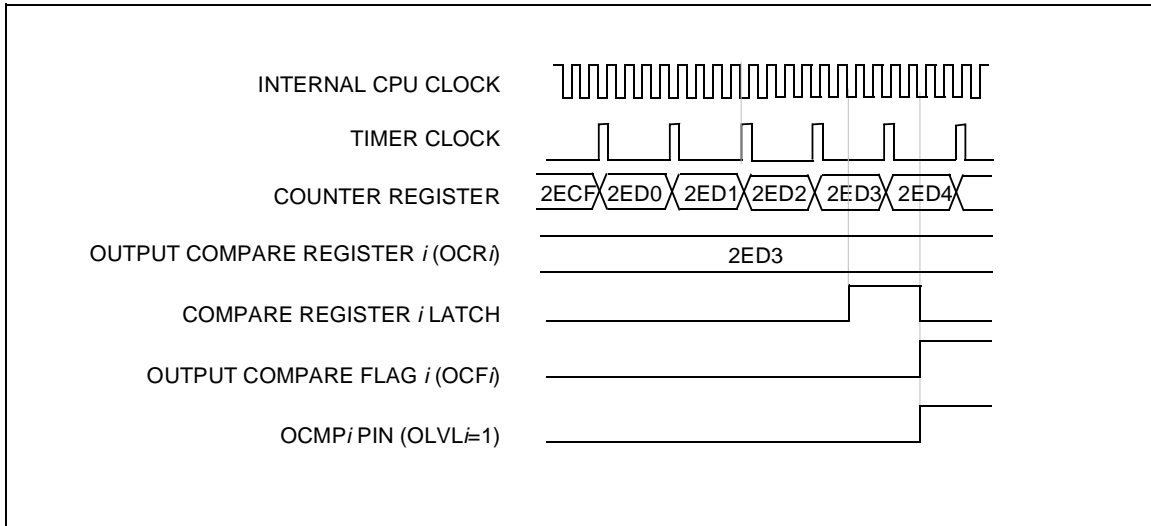 INTERNAL CPU CLOCK
TIMER CLOCK
COUNTER REGISTER
2ECF 2ED0 2ED1 2ED2 2ED3 2ED4
OUTPUT COMPARE REGISTER i (OCRi)
2ED3
COMPARE REGISTER i LATCH
OUTPUT COMPARE FLAG i (OCFi)
OCMPi PIN (OLVLi=1)